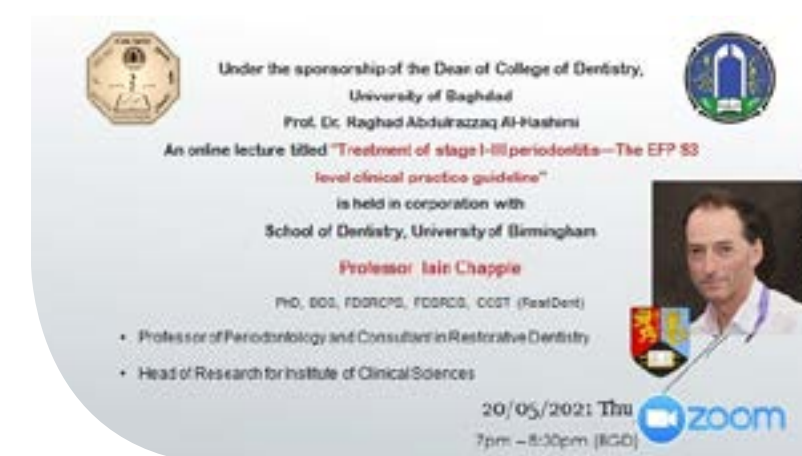 Under the sponsorship of the Dean of College of Dentistry,
University of Baghdad
Prof. Dr. Raghad Abdulrazzaq Al-Hashimi
An online lecture titled "Treatment of stage I-III periodontitis—The EFP S3
level clinical practice guideline"
is held in corporation with
School of Dentistry, University of Birmingham
Professor Iain Chapple
PhD, BDS, FDSRCPS, FDSRCS, CCST (RestDent)
• Professor of Periodontology and Consultant in Restorative Dentistry
• Head of Research for Institute of Clinical Sciences
20/05/2021 Thu
zoom
7pm – 8:30pm (BGD)